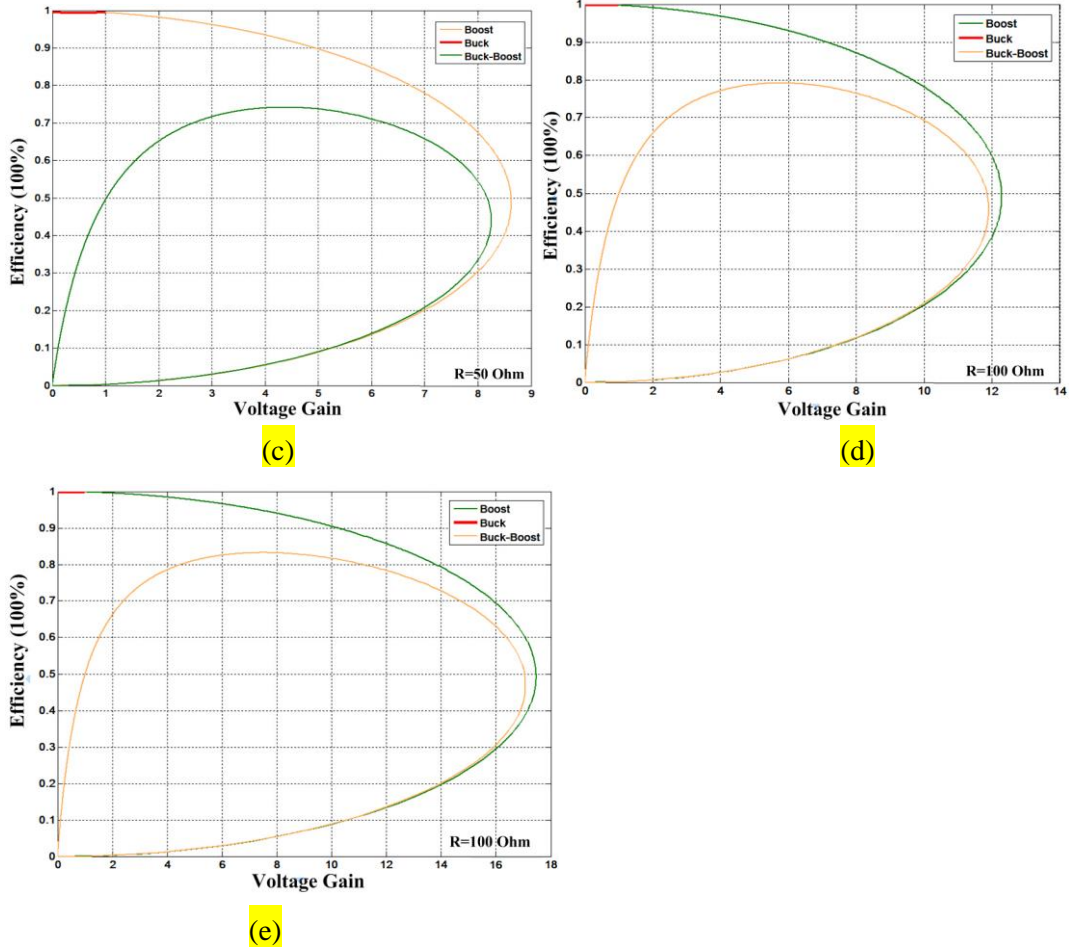 1
0.9
0.8
0.7
0.6
0.5
0.4
0.3
0.2
0.1
0
Efficiency (100%)
Boost
Buck
Buck-Boost
R=50 Ohm
0 1 2 3 4 5 6 7 8 9
Voltage Gain
(c)
1
0.9
0.8
0.7
0.6
0.5
0.4
0.3
0.2
0.1
0
Efficiency (100%)
Boost
Buck
Buck-Boost
R=100 Ohm
0 2 4 6 8 10 12 14
Voltage Gain
(d)
1
0.9
0.8
0.7
0.6
0.5
0.4
0.3
0.2
0.1
0
Efficiency (100%)
Boost
Buck
Buck-Boost
R=100 Ohm
0 2 4 6 8 10 12 14 16 18
Voltage Gain
(e)